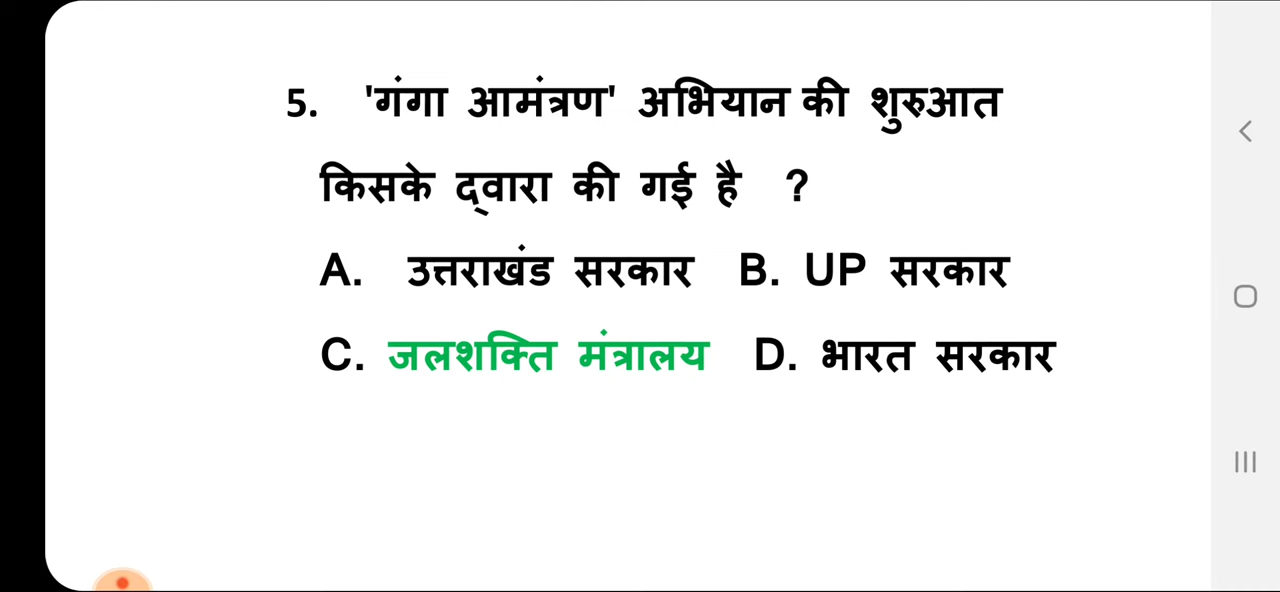 5. 'गंगा आमंत्रण' अभियान की शुरुआत
किसके द्वारा की गई है ?
A. उत्तराखंड सरकार B. UP सरकार
C. जलशक्ति मंत्रालय D. भारत सरकार